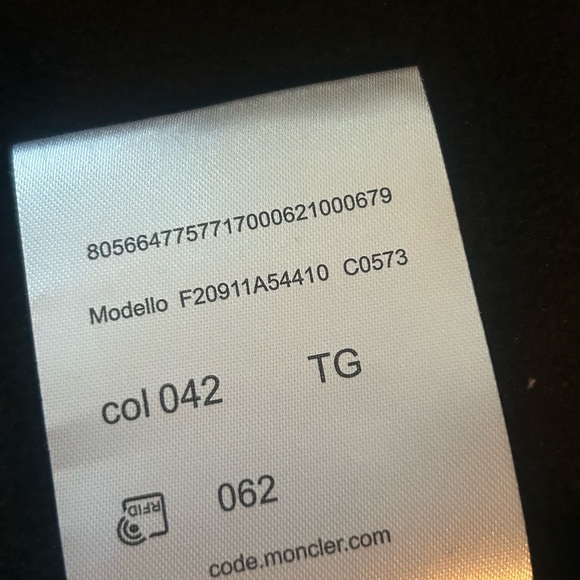 8056647757717000621000679
Modello F20911A54410 C0573
col 042 TG
RFID 062
code.moncler.com